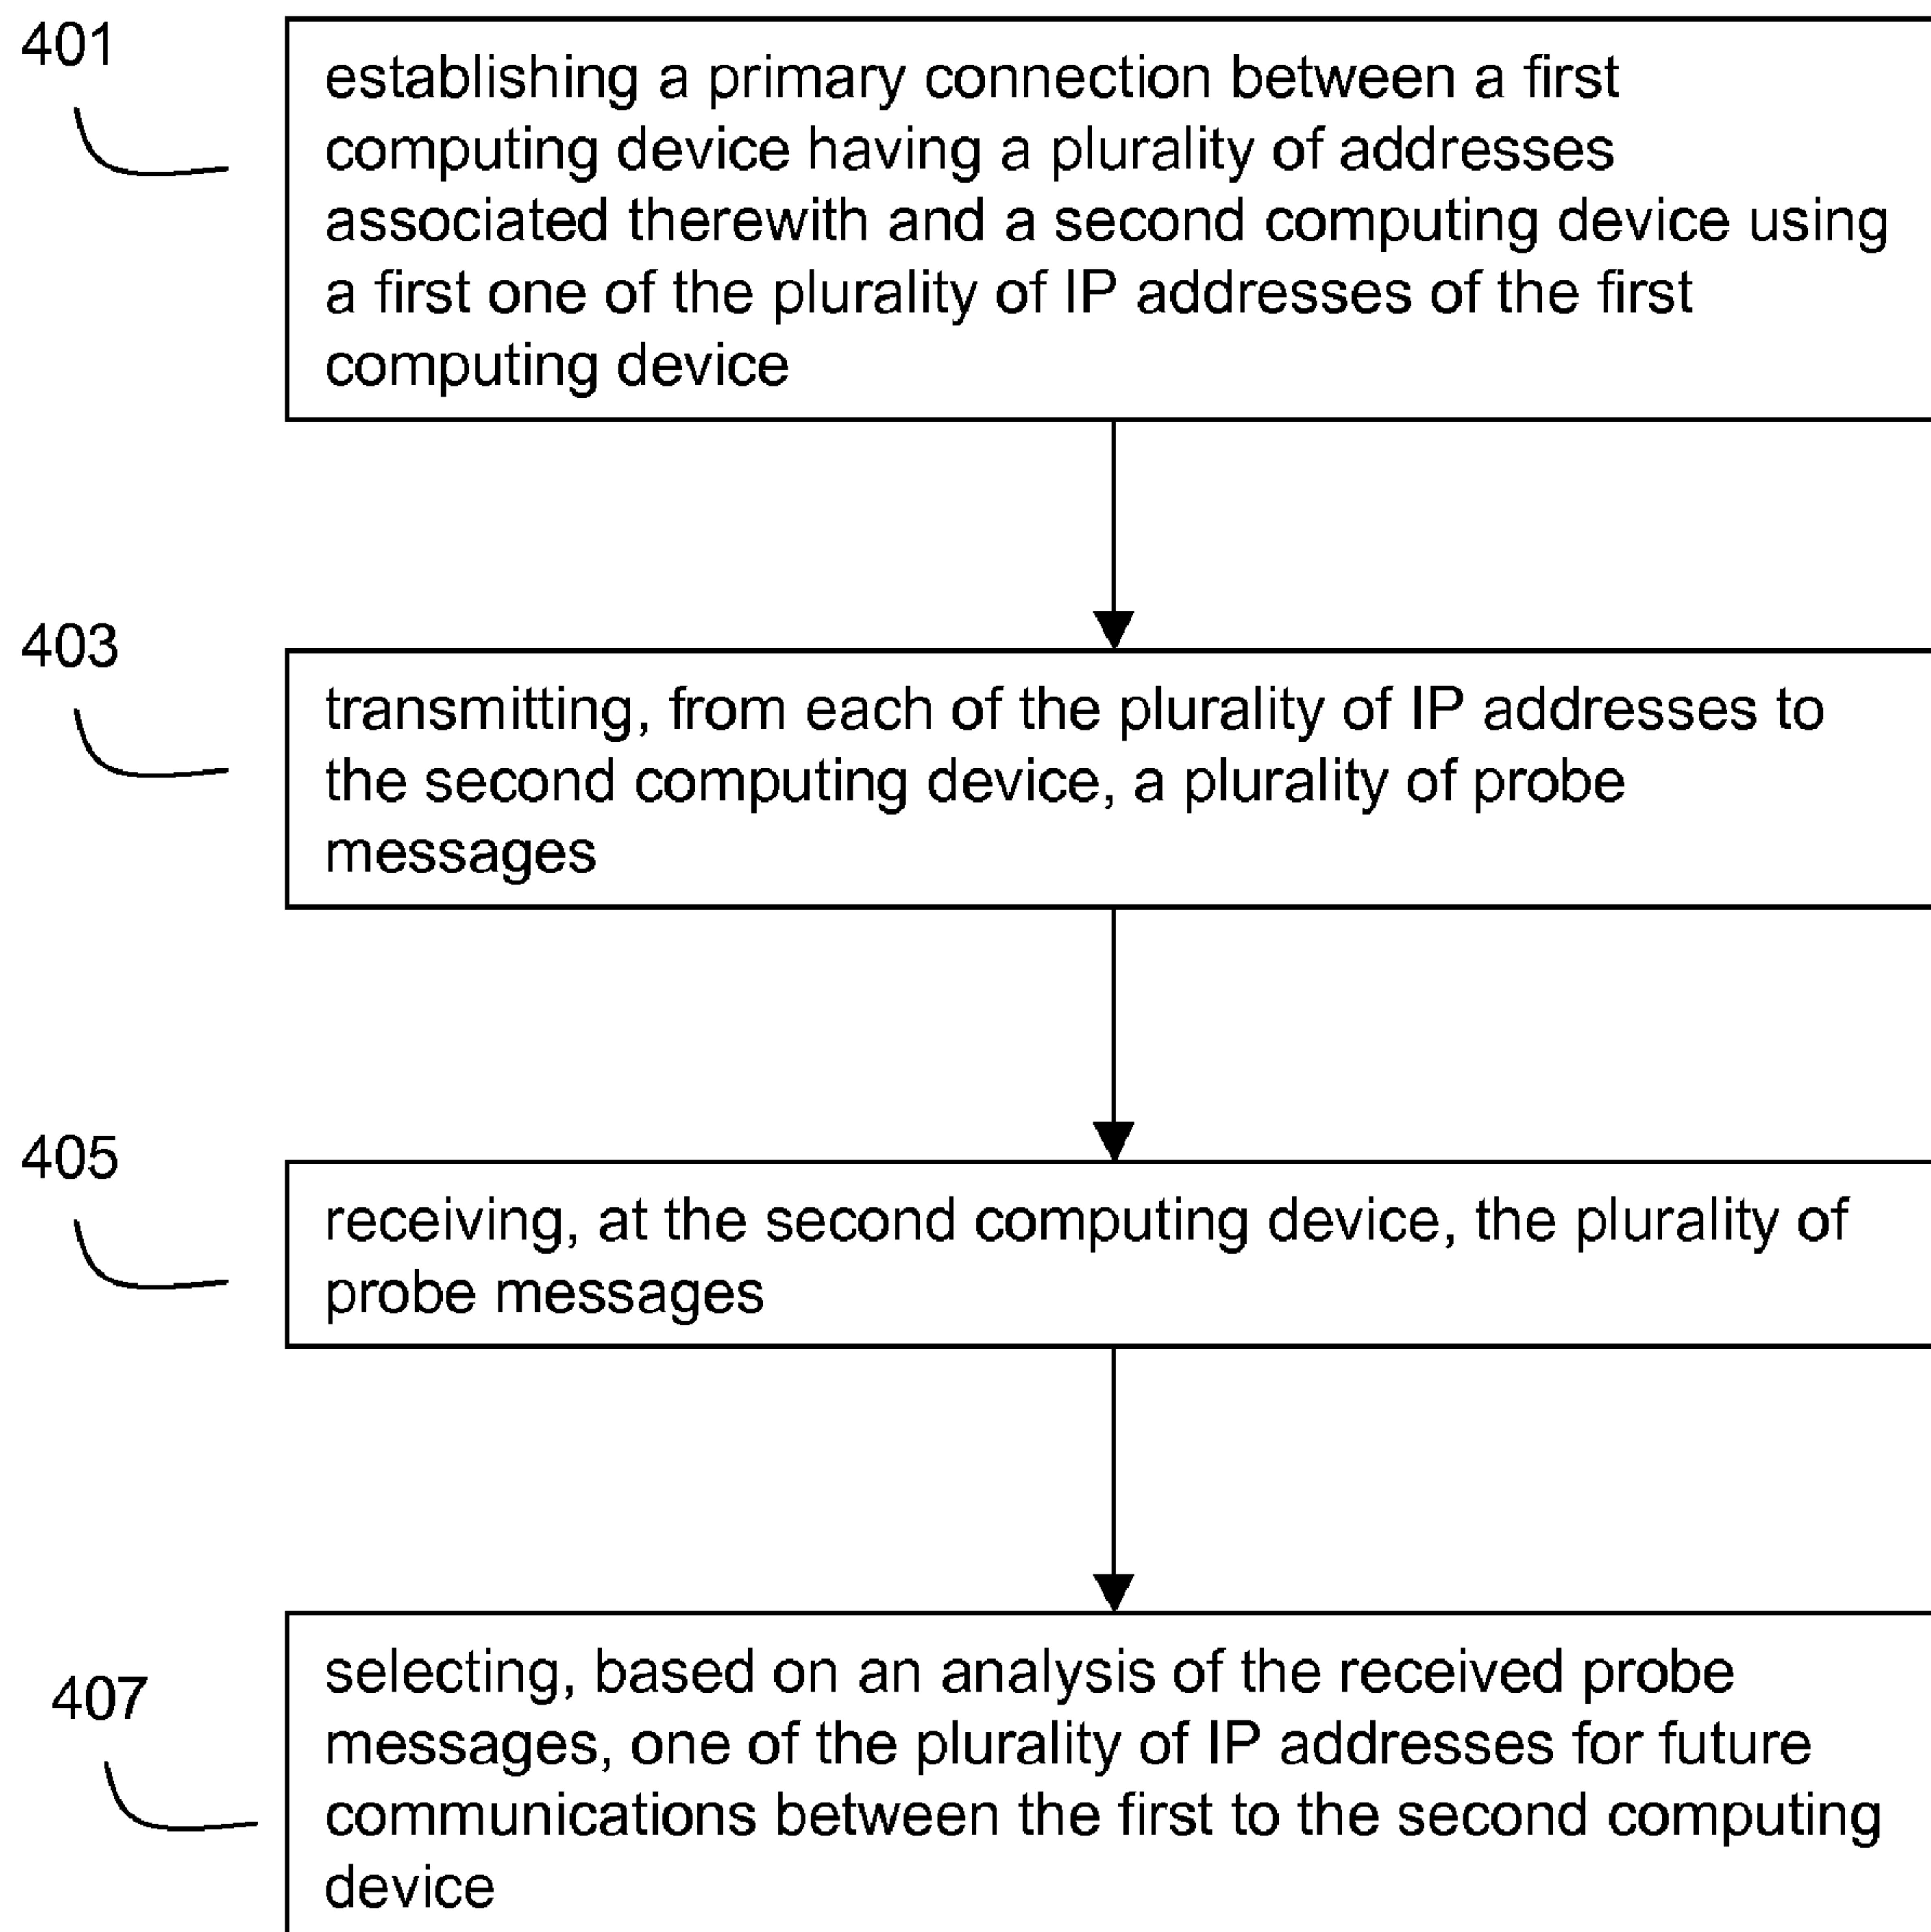 401
establishing a primary connection between a first
computing device having a plurality of addresses
associated therewith and a second computing device using
a first one of the plurality of IP addresses of the first
computing device
403
transmitting, from each of the plurality of IP addresses to
the second computing device, a plurality of probe
messages
405
receiving, at the second computing device, the plurality of
probe messages
407
selecting, based on an analysis of the received probe
messages, one of the plurality of IP addresses for future
communications between the first to the second computing
device